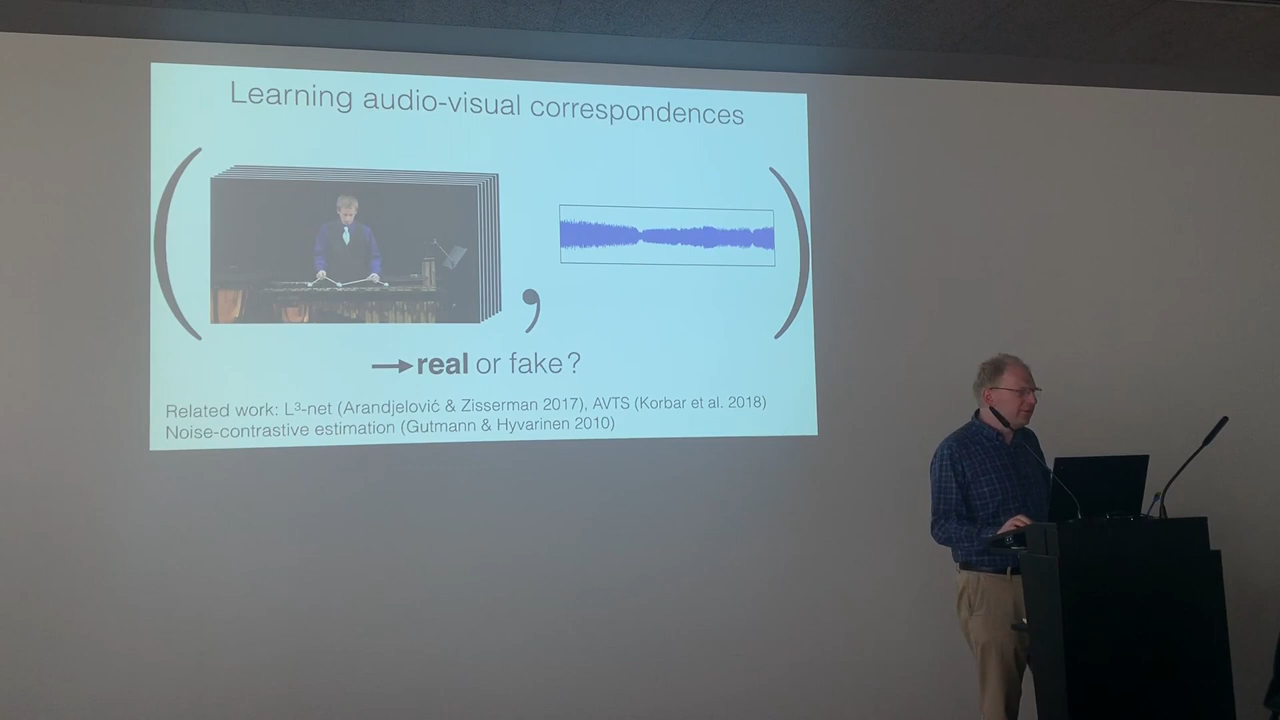 Learning audio-visual correspondences
( , )
→real or fake?
Related work: L³-net (Arandjelović & Zisserman 2017), AVTS (Korbar et al. 2018)
Noise-contrastive estimation (Gutmann & Hyvarinen 2010)